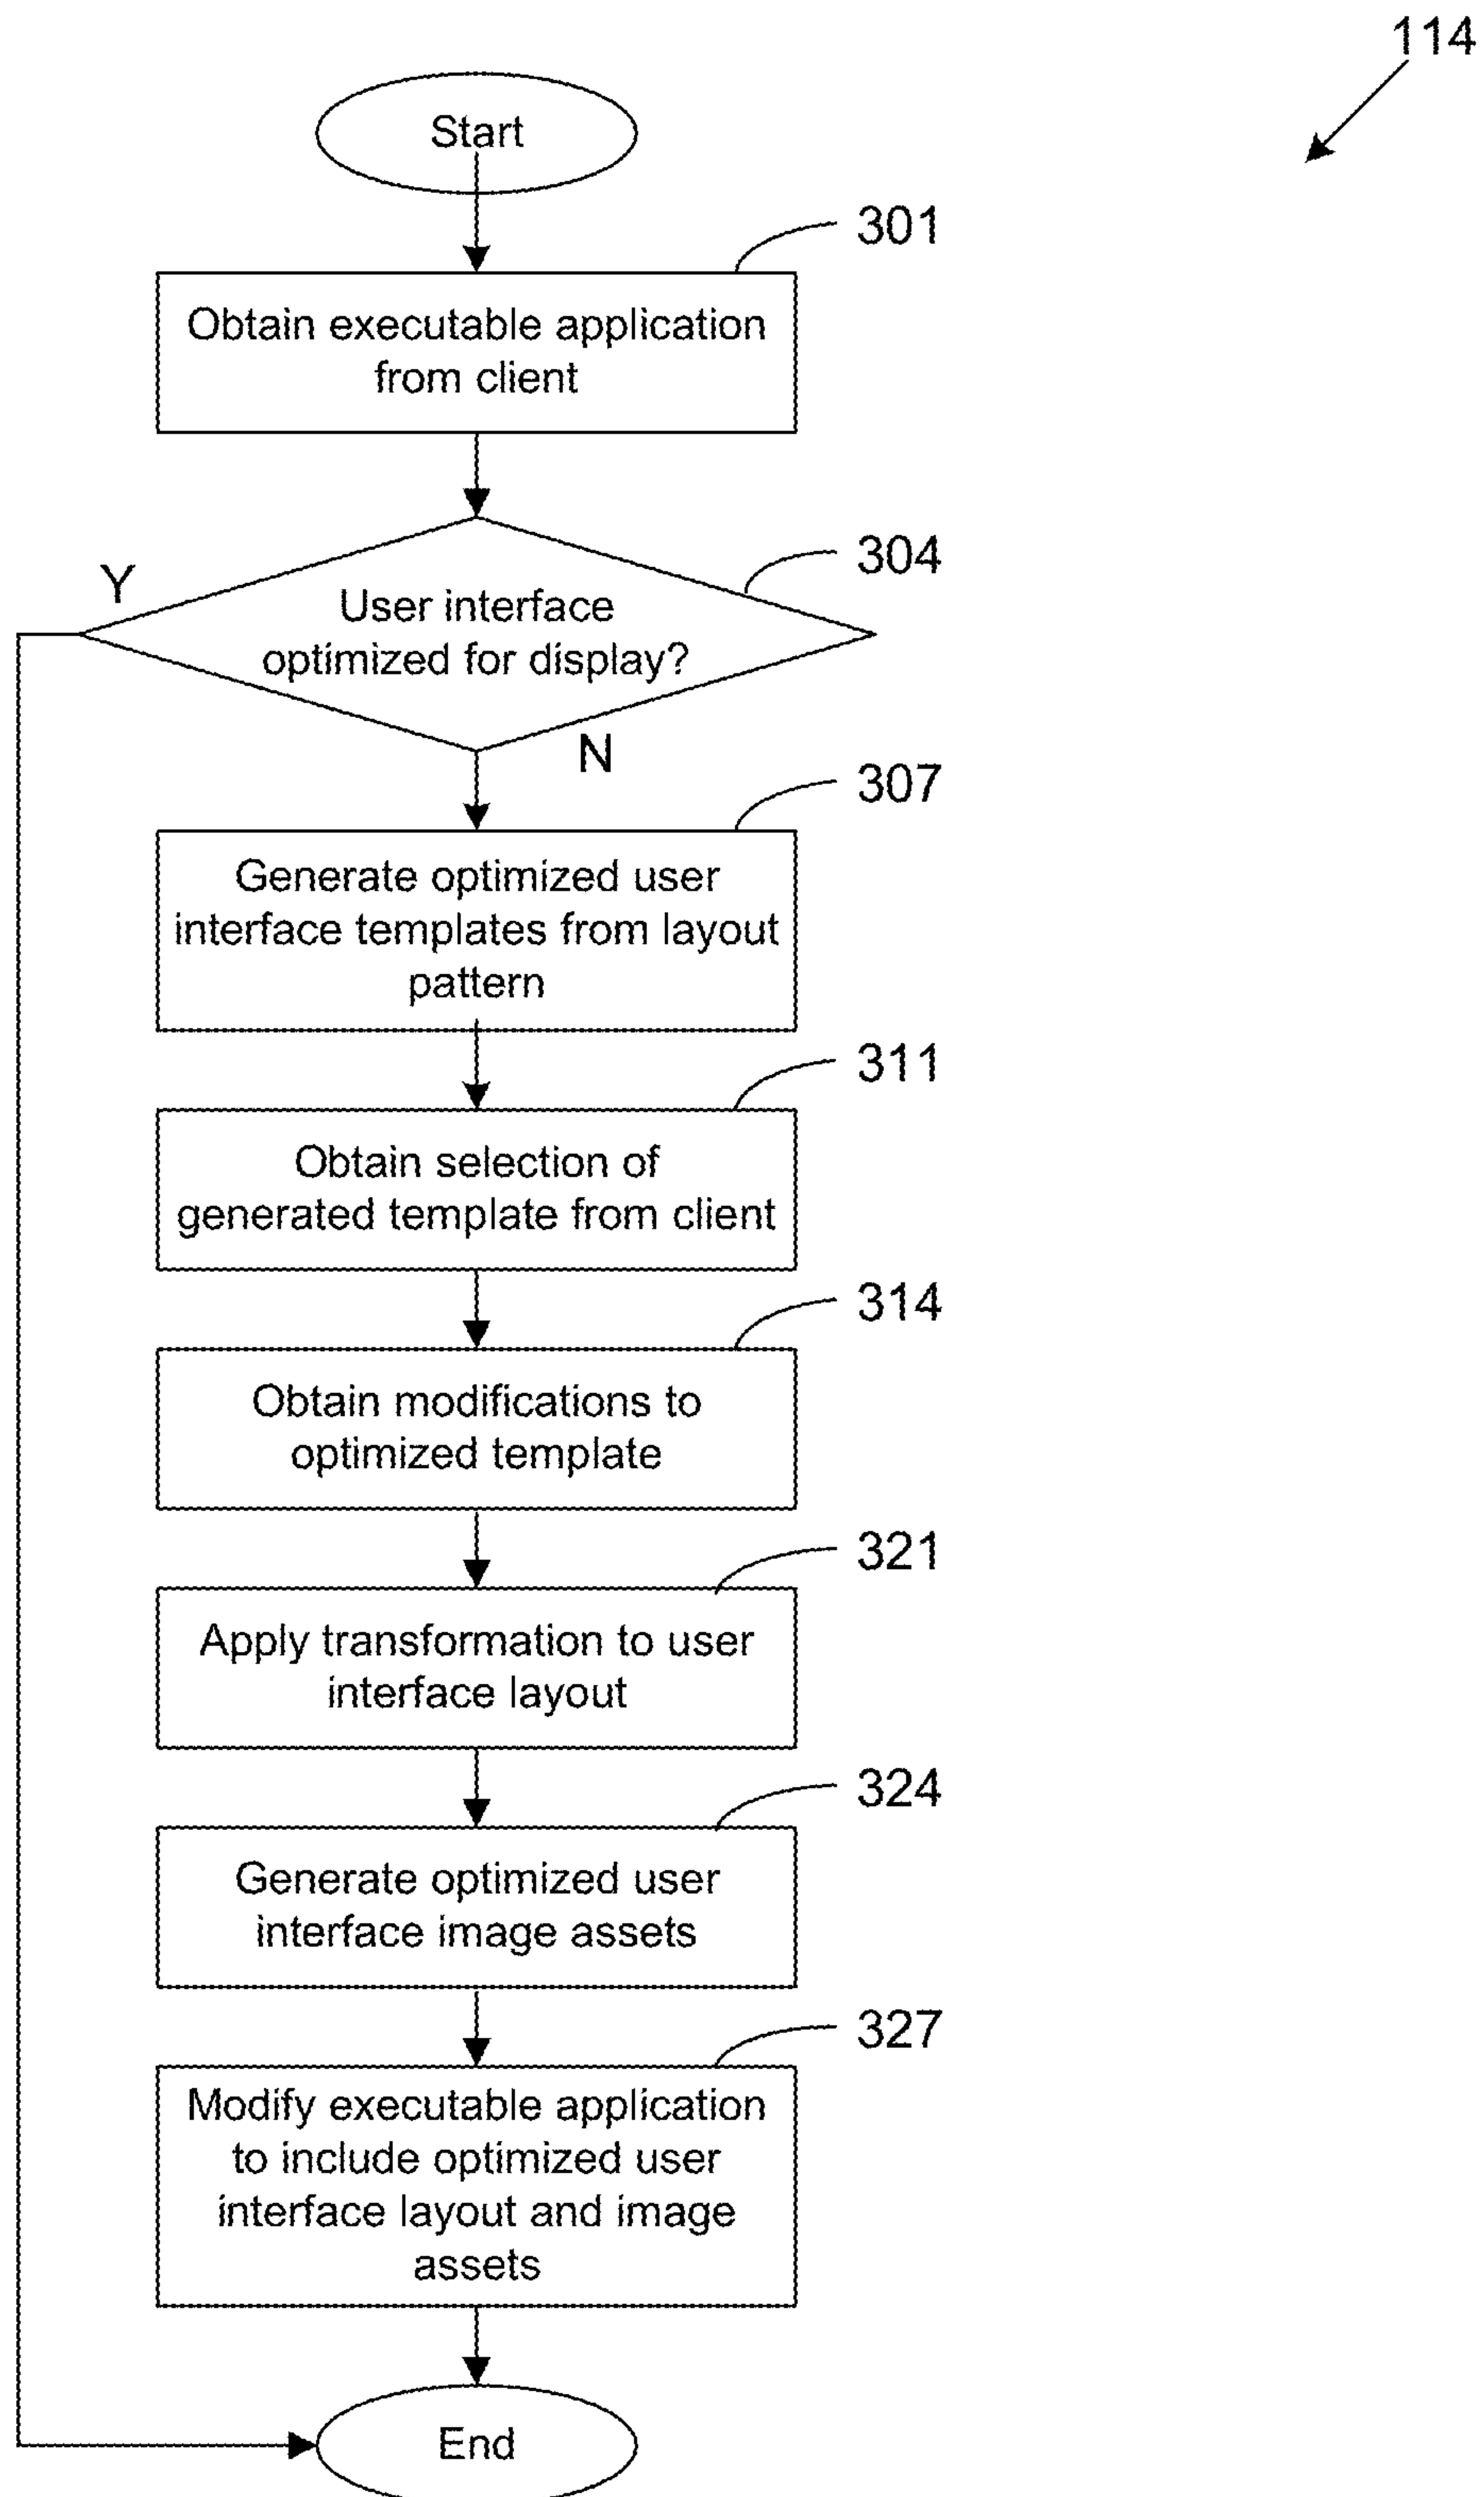 114
Start
301
Obtain executable application
from client
304
Y
User interface
optimized for display?
N
307
Generate optimized user
interface templates from layout
pattern
311
Obtain selection of
generated template from client
314
Obtain modifications to
optimized template
321
Apply transformation to user
interface layout
324
Generate optimized user
interface image assets
327
Modify executable application
to include optimized user
interface layout and image
assets
End